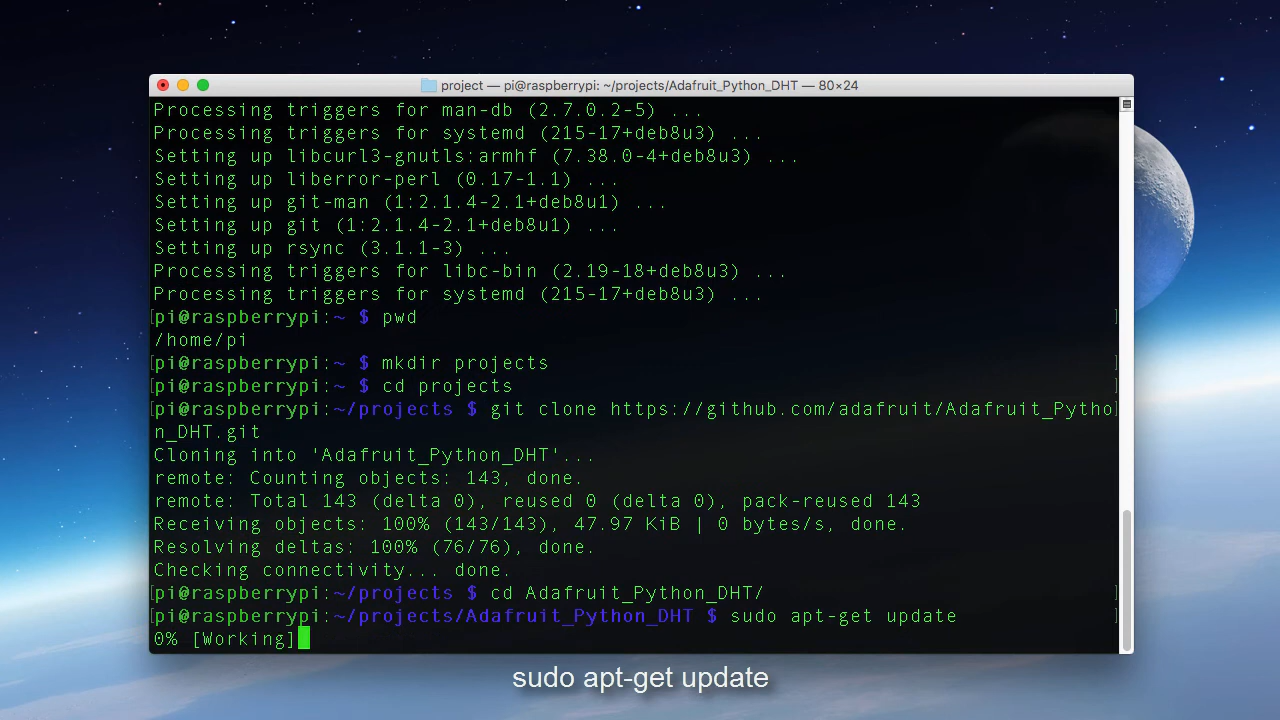 project — pi@raspberrypi: ~/projects/Adafruit_Python_DHT — 80×24
Processing triggers for man-db (2.7.0.2-5) ...
Processing triggers for systemd (215-17+deb8u3) ...
Setting up libcurl3-gnutls:armhf (7.38.0-4+deb8u3) ...
Setting up liberror-perl (0.17-1.1) ...
Setting up git-man (1:2.1.4-2.1+deb8u1) ...
Setting up git (1:2.1.4-2.1+deb8u1) ...
Setting up rsync (3.1.1-3) ...
Processing triggers for libc-bin (2.19-18+deb8u3) ...
Processing triggers for systemd (215-17+deb8u3) ...
[pi@raspberrypi:~ $ pwd ]
/home/pi
[pi@raspberrypi:~ $ mkdir projects ]
[pi@raspberrypi:~ $ cd projects ]
[pi@raspberrypi:~/projects $ git clone https://github.com/adafruit/Adafruit_Pytho]
n_DHT.git
Cloning into 'Adafruit_Python_DHT'...
remote: Counting objects: 143, done.
remote: Total 143 (delta 0), reused 0 (delta 0), pack-reused 143
Receiving objects: 100% (143/143), 47.97 KiB | 0 bytes/s, done.
Resolving deltas: 100% (76/76), done.
Checking connectivity... done.
[pi@raspberrypi:~/projects $ cd Adafruit_Python_DHT/ ]
[pi@raspberrypi:~/projects/Adafruit_Python_DHT $ sudo apt-get update ]
0% [Working]
sudo apt-get update